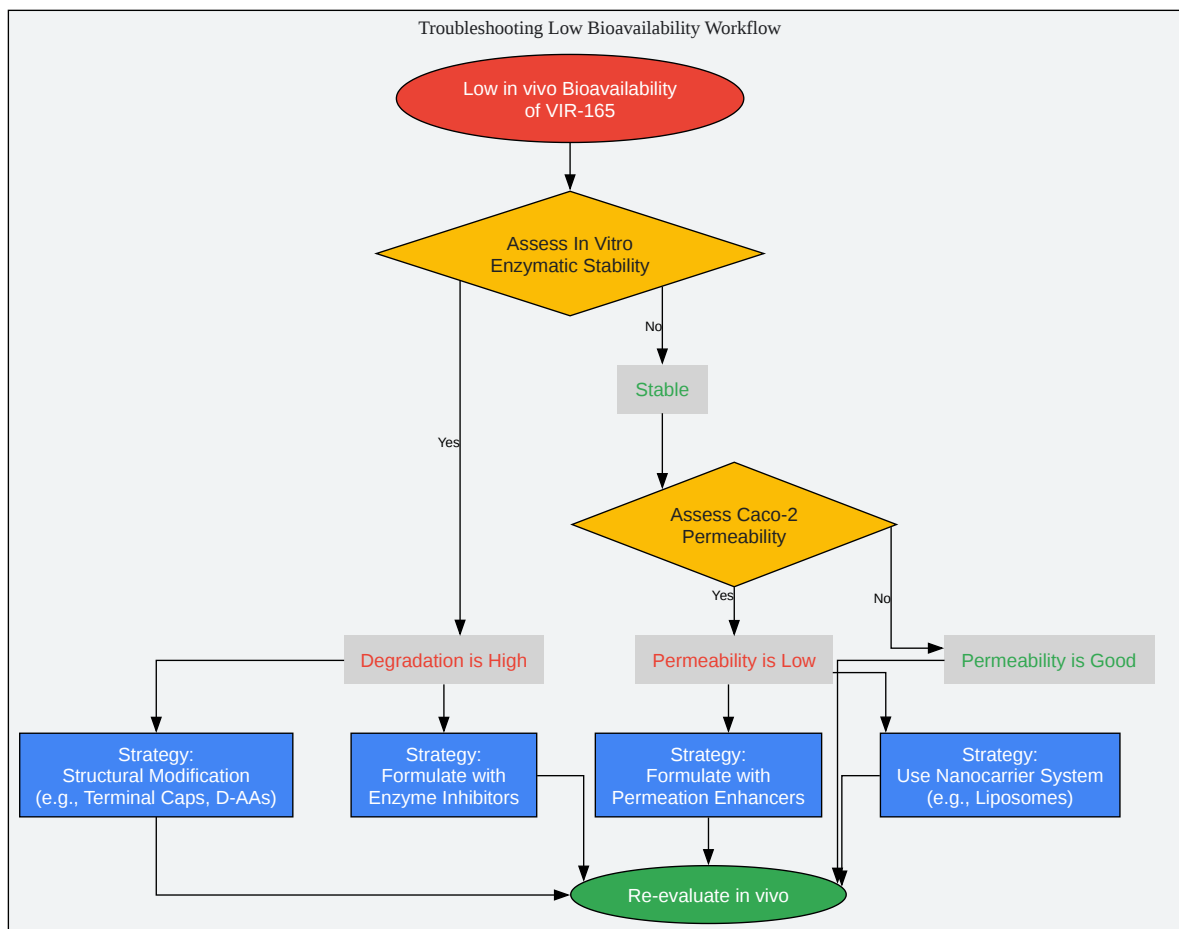 Troubleshooting Low Bioavailability Workflow
Low in vivo Bioavailability
of VIR-165
Assess In Vitro
Enzymatic Stability
No
Stable
Yes
Assess Caco-2
Permeability
Yes
No
Degradation is High
Permeability is Low
Permeability is Good
Strategy:
Structural Modification
(e.g., Terminal Caps, D-AAs)
Strategy:
Formulate with
Enzyme Inhibitors
Strategy:
Formulate with
Permeation Enhancers
Strategy:
Use Nanocarrier System
(e.g., Liposomes)
Re-evaluate in vivo